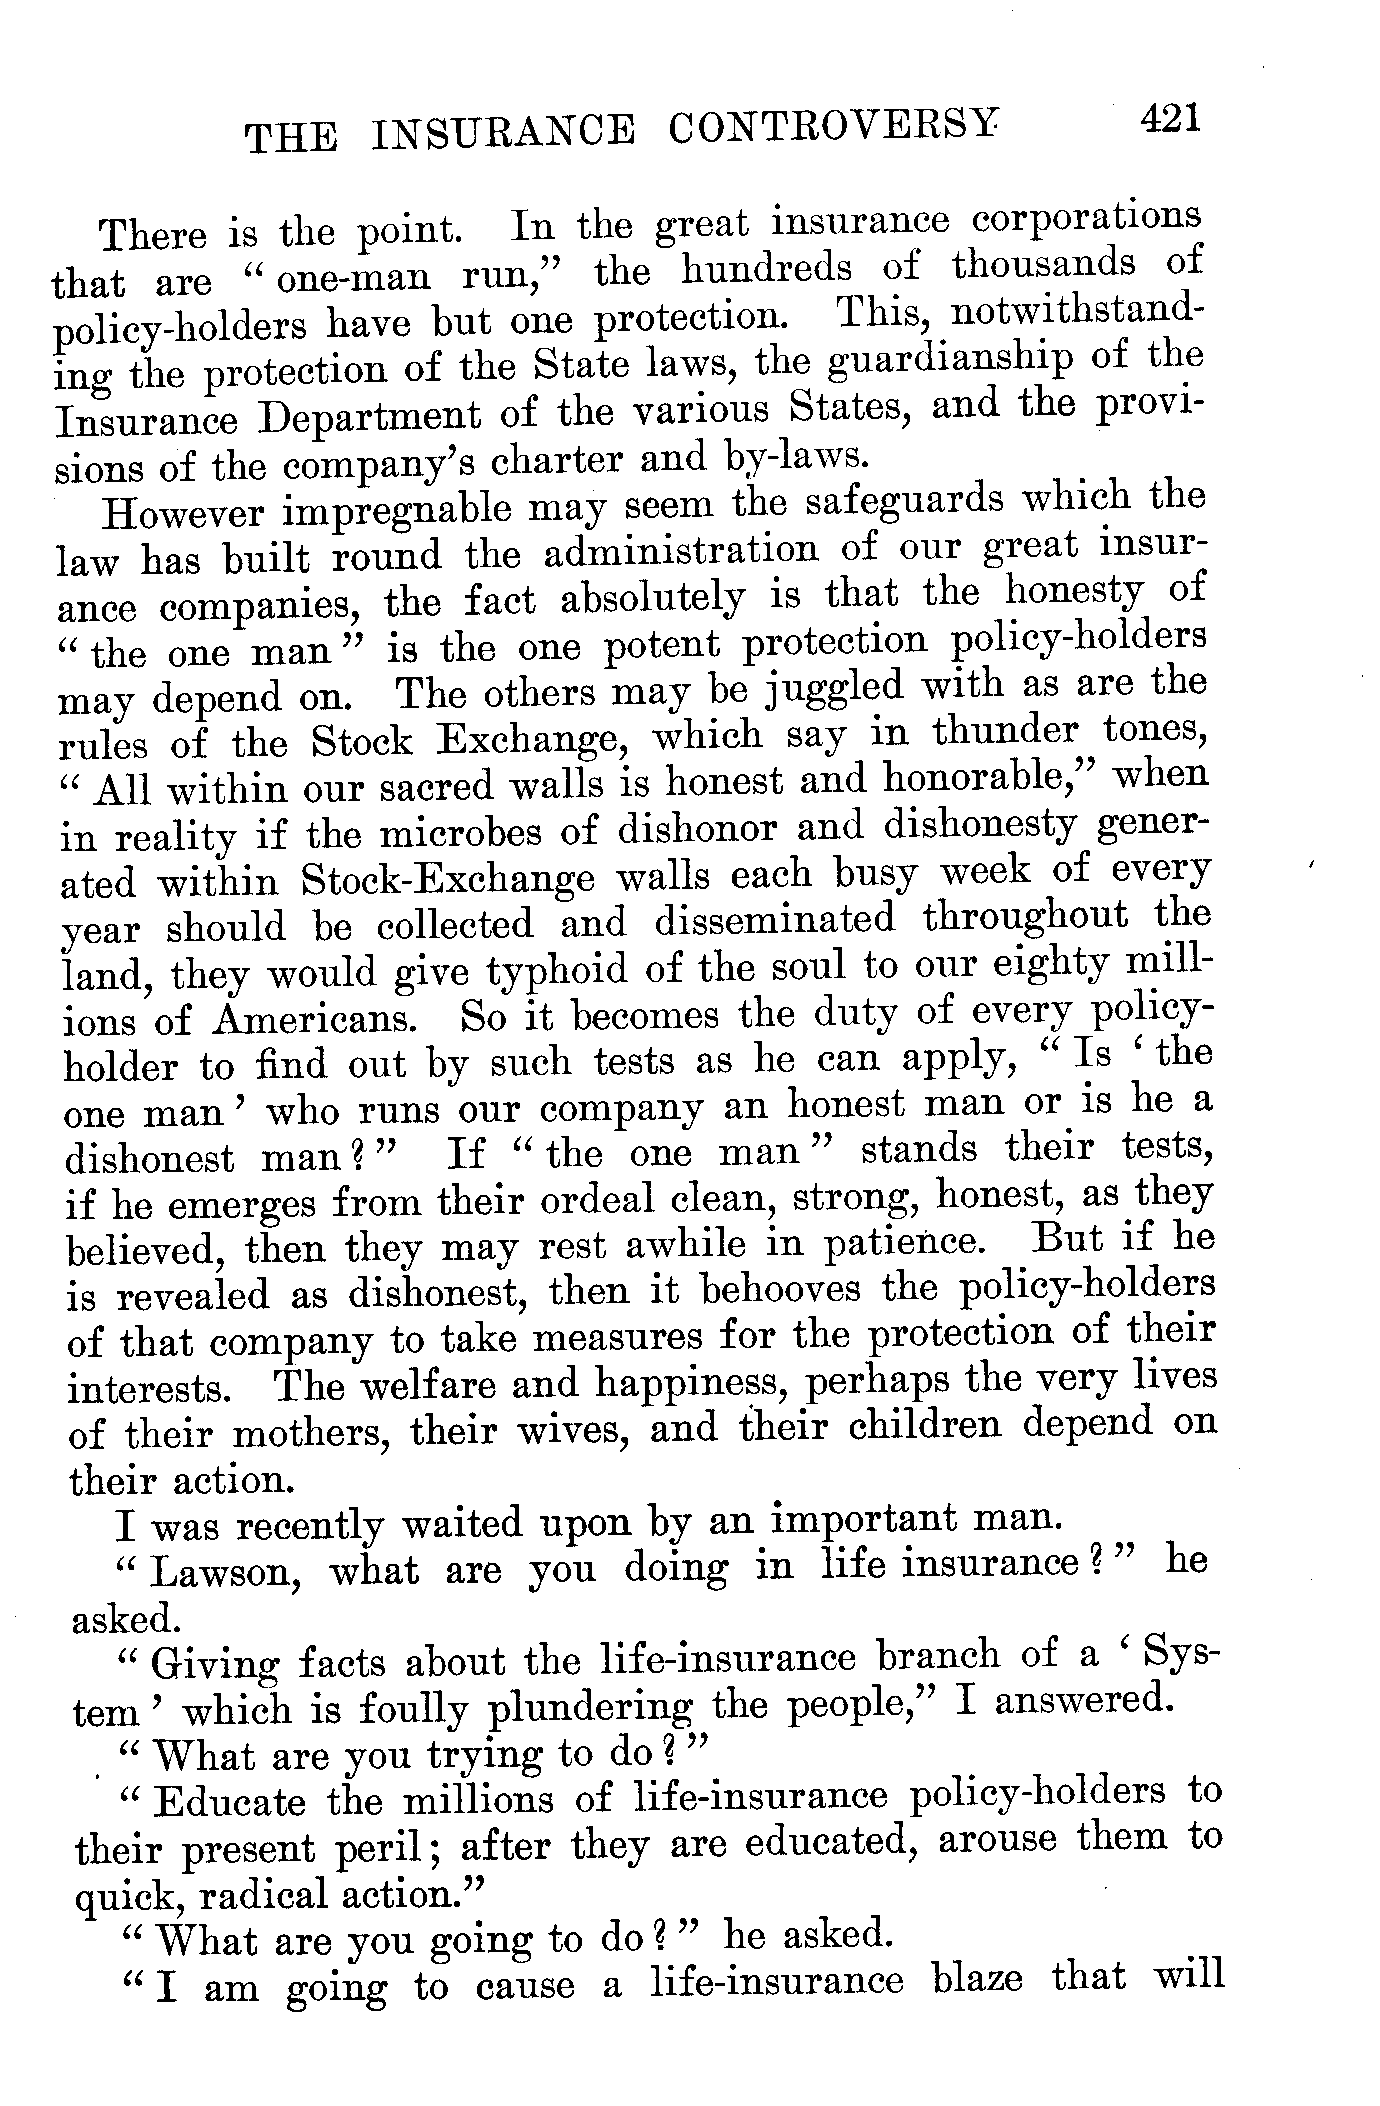 THE INSURANCE CONTROVERSY 421
There is the point. In the great insurance corporations
that are “ one-man run,” the hundreds of thousands of
policy-holders have but one protection. This, notwithstand-
ing the protection of the State laws, the guardianship of the
Insurance Department of the various States, and the provi-
sions of the company’s charter and by-laws.
However impregnable may seem the safeguards which the
law has built round the administration of our great insur-
ance companies, the fact absolutely is that the honesty of
“ the one man ” is the one potent protection policy-holders
may depend on. The others may be juggled with as are the
rules of the Stock Exchange, which say in thunder tones,
“ All within our sacred walls is honest and honorable,” when
in reality if the microbes of dishonor and dishonesty gener-
ated within Stock-Exchange walls each busy week of every
year should be collected and disseminated throughout the
land, they would give typhoid of the soul to our eighty mill-
ions of Americans. So it becomes the duty of every policy-
holder to find out by such tests as he can apply, “ Is ‘ the
one man ’ who runs our company an honest man or is he a
dishonest man ? ” If “ the one man ” stands their tests,
if he emerges from their ordeal clean, strong, honest, as they
believed, then they may rest awhile in patience. But if he
is revealed as dishonest, then it behooves the policy-holders
of that company to take measures for the protection of their
interests. The welfare and happiness, perhaps the very lives
of their mothers, their wives, and their children depend on
their action.
I was recently waited upon by an important man.
“ Lawson, what are you doing in life insurance ? ” he
asked.
“ Giving facts about the life-insurance branch of a ‘ Sys-
tem ’ which is foully plundering the people,” I answered.
“ What are you trying to do ? ”
“ Educate the millions of life-insurance policy-holders to
their present peril ; after they are educated, arouse them to
quick, radical action.”
“ What are you going to do ? ” he asked.
“ I am going to cause a life-insurance blaze that will